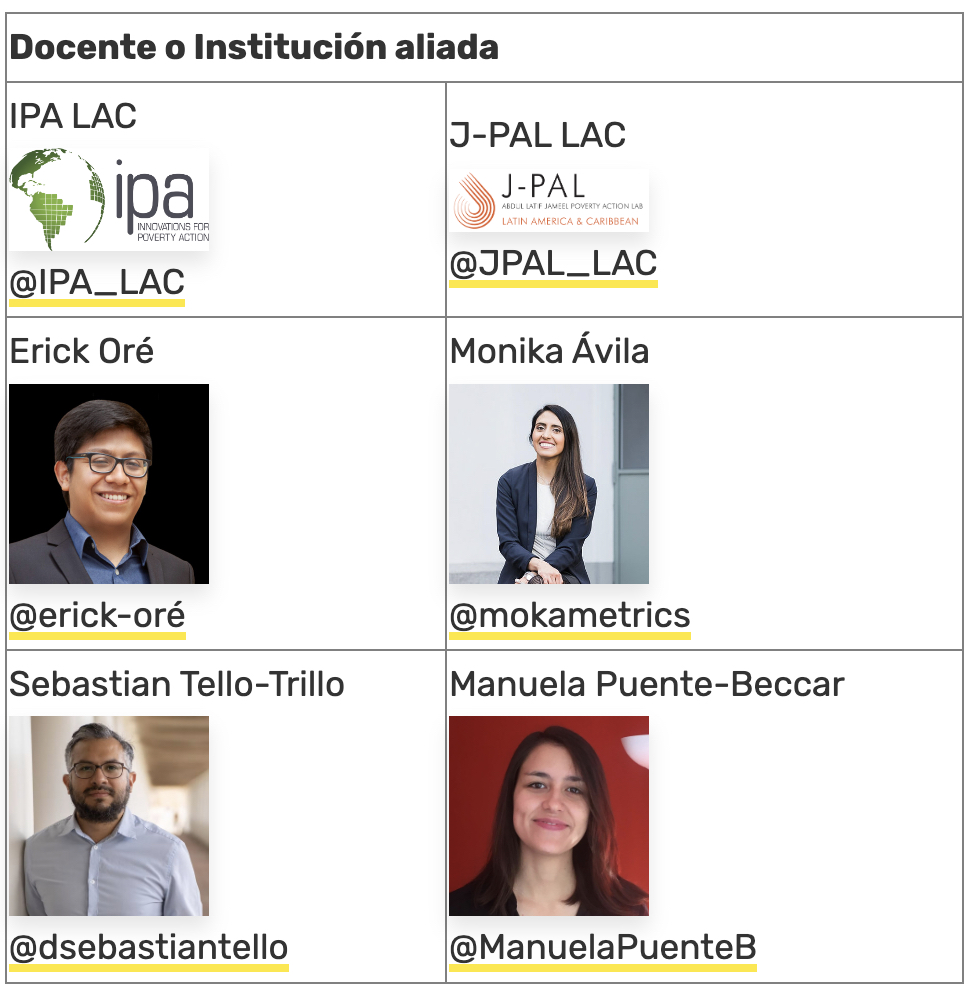 Docente o Institución aliada
IPA LAC
ipa
INNOVATIONS FOR
POVERTY ACTION
@IPA_LAC
J-PAL LAC
J-PAL
ABDUL LATIF JAMEEL POVERTY ACTION LAB
LATIN AMERICA & CARIBBEAN
@JPAL_LAC
Erick Oré
@erick-oré
Monika Ávila
@mokametrics
Sebastian Tello-Trillo
@dsebastiantello
Manuela Puente-Beccar
@ManuelaPuenteB